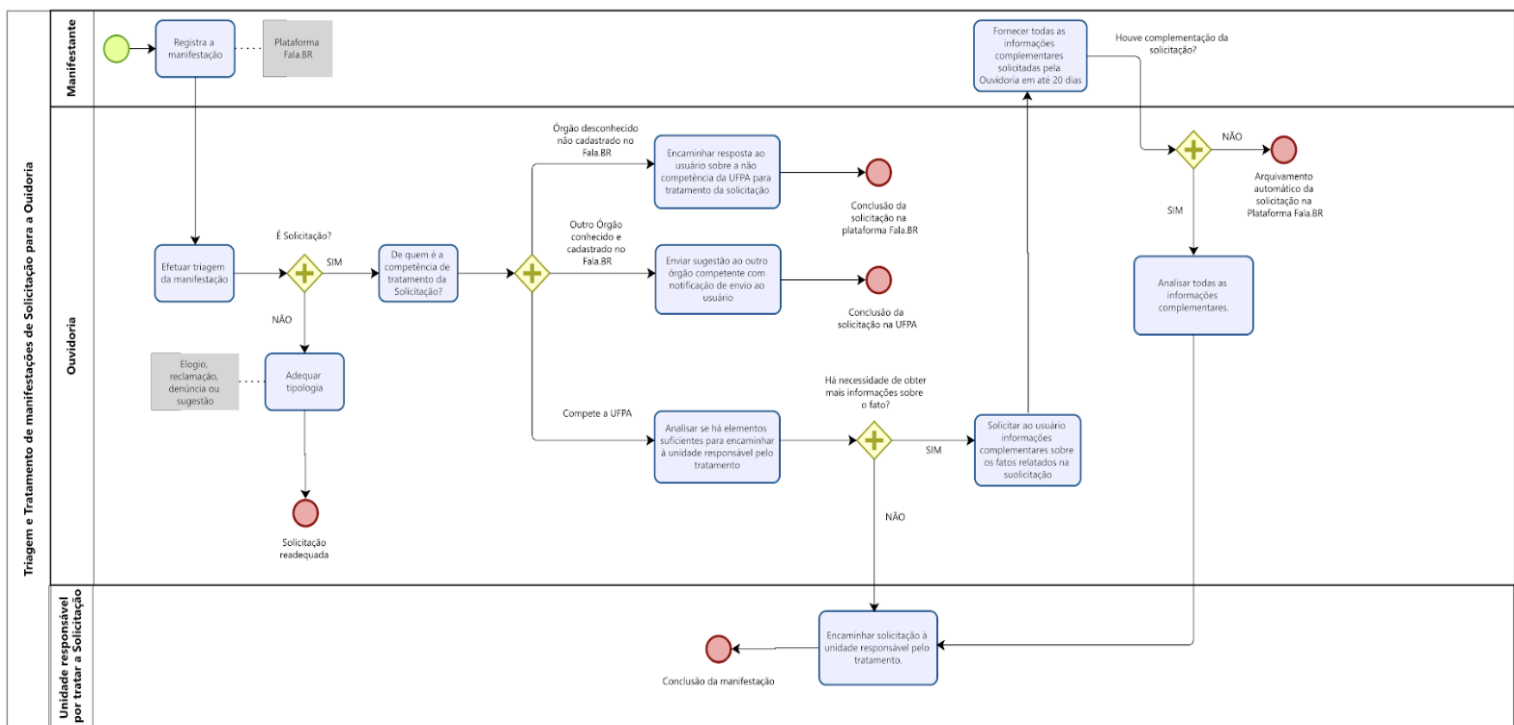 Triagem e Tratamento de manifestações de Solicitação para a Ouidoria
Manifestante
Registra a
manifestação
Plataforma
Fala.BR
Fornecer todas as
informações
complementares
solicitadas pela
Ouvidoria em até 20 dias
Houve complementação da
solicitação?
Ouvidoria
Efetuar triagem
da manifestação
É Solicitação?
SIM
NÃO
Adequar
tipologia
Elogio,
reclamação,
denúncia ou
sugestão
Solicitação
readequada
De quem é a
competência de
tratamento da
Solicitação?
Órgão desconhecido
não cadastrado no
Fala.BR
Encaminhar resposta ao
usuário sobre a não
competência da UFPA para
tratamento da solicitação
Conclusão da
solicitação na
plataforma Fala.BR
Outro Órgão
conhecido e
cadastrado no
Fala.BR
Enviar sugestão ao outro
órgão competente com
notificação de envio ao
usuário
Conclusão da
solicitação na UFPA
Compete a UFPA
Analisar se há elementos
suficientes para encaminhar
à unidade responsável pelo
tratamento
Há necessidade de obter
mais informações sobre
o fato?
SIM
NÃO
Solicitar ao usuário
informações
complementares sobre
os fatos relatados na
suolicitação
NÃO
Arquivamento
automático da
solicitação na
Plataforma Fala.BR
SIM
Analisar todas as
informações
complementares.
Unidade responsável
por tratar a Solicitação
Encaminhar solicitação à
unidade responsável pelo
tratamento.
Conclusão da manifestação